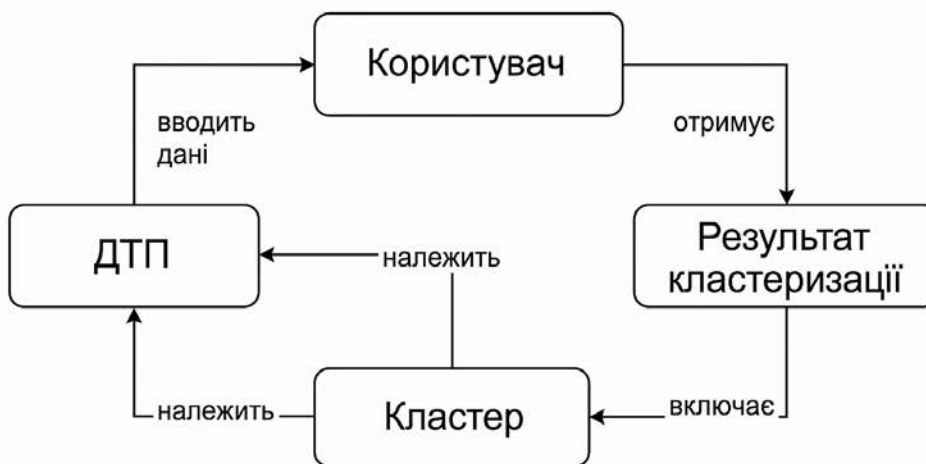 Користувач
вводить
дані
отримує
ДТП
належить
Результат
кластеризації
належить
Кластер
включає